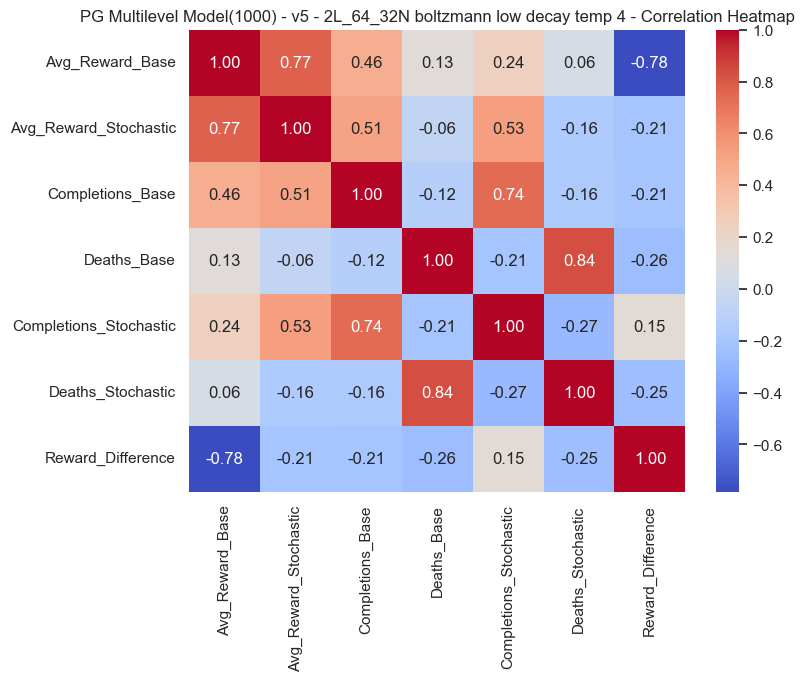 PG Multilevel Model(1000) - v5 - 2L_64_32N boltzmann low decay temp 4 - Correlation Heatmap
Avg_Reward_Base 1.00 0.77 0.46 0.13 0.24 0.06 -0.78
Avg_Reward_Stochastic 0.77 1.00 0.51 -0.06 0.53 -0.16 -0.21
Completions_Base 0.46 0.51 1.00 -0.12 0.74 -0.16 -0.21
Deaths_Base 0.13 -0.06 -0.12 1.00 -0.21 0.84 -0.26
Completions_Stochastic 0.24 0.53 0.74 -0.21 1.00 -0.27 0.15
Deaths_Stochastic 0.06 -0.16 -0.16 0.84 -0.27 1.00 -0.25
Reward_Difference -0.78 -0.21 -0.21 -0.26 0.15 -0.25 1.00
Avg_Reward_Base
Avg_Reward_Stochastic
Completions_Base
Deaths_Base
Completions_Stochastic
Deaths_Stochastic
Reward_Difference
1.0
0.8
0.6
0.4
0.2
0.0
−0.2
−0.4
−0.6